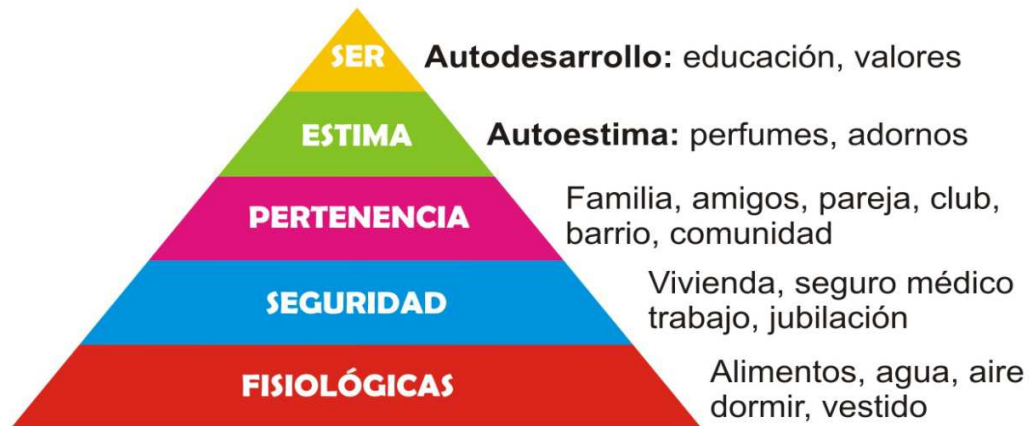 SER
Autodesarrollo: educación, valores
ESTIMA
Autoestima: perfumes, adornos
PERTENENCIA
Familia, amigos, pareja, club,
barrio, comunidad
SEGURIDAD
Vivienda, seguro médico
trabajo, jubilación
FISIOLÓGICAS
Alimentos, agua, aire
dormir, vestido